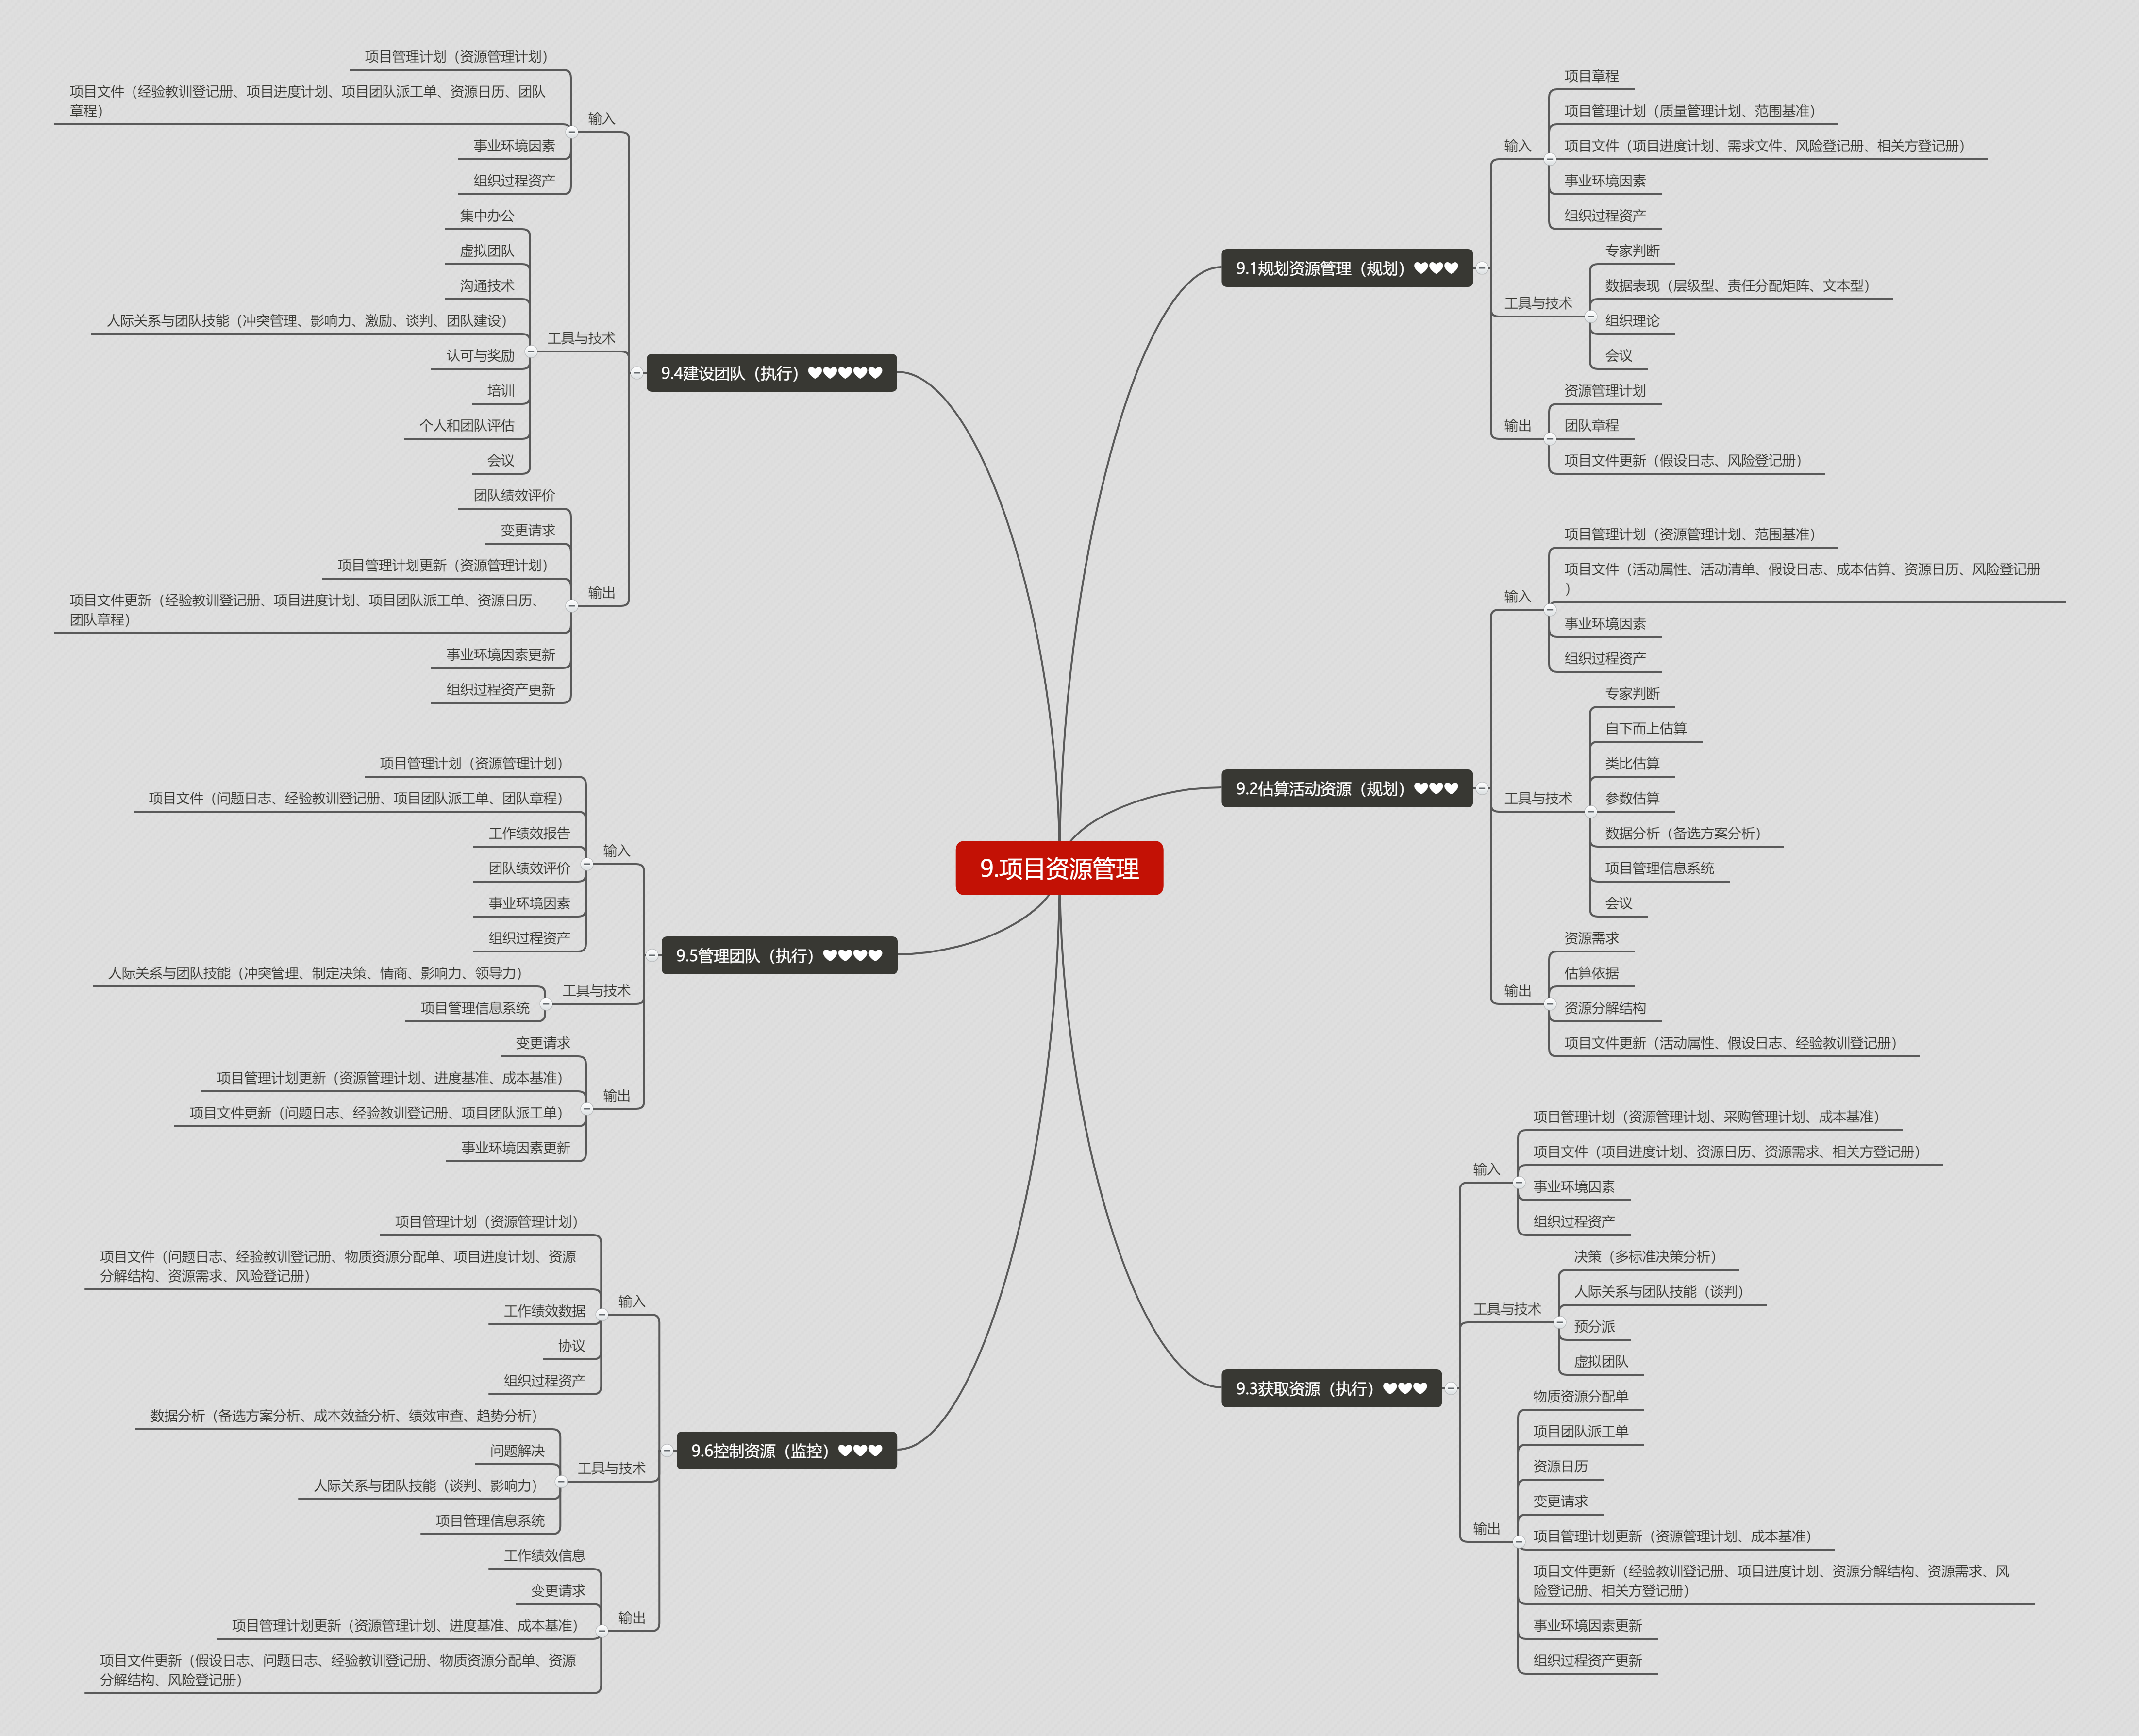 9.项目资源管理
9.1规划资源管理（规划）♥♥♥
输入
项目章程
项目管理计划（质量管理计划、范围基准）
项目文件（项目进度计划、需求文件、风险登记册、相关方登记册）
事业环境因素
组织过程资产
工具与技术
专家判断
数据表现（层级型、责任分配矩阵、文本型）
组织理论
会议
输出
资源管理计划
团队章程
项目文件更新（假设日志、风险登记册）
9.2估算活动资源（规划）♥♥♥
输入
项目管理计划（资源管理计划、范围基准）
项目文件（活动属性、活动清单、假设日志、成本估算、资源日历、风险登记册
）
事业环境因素
组织过程资产
工具与技术
专家判断
自下而上估算
类比估算
参数估算
数据分析（备选方案分析）
项目管理信息系统
会议
输出
资源需求
估算依据
资源分解结构
项目文件更新（活动属性、假设日志、经验教训登记册）
9.3获取资源（执行）♥♥♥
输入
项目管理计划（资源管理计划、采购管理计划、成本基准）
项目文件（项目进度计划、资源日历、资源需求、相关方登记册）
事业环境因素
组织过程资产
工具与技术
决策（多标准决策分析）
人际关系与团队技能（谈判）
预分派
虚拟团队
输出
物质资源分配单
项目团队派工单
资源日历
变更请求
项目管理计划更新（资源管理计划、成本基准）
项目文件更新（经验教训登记册、项目进度计划、资源分解结构、资源需求、风
险登记册、相关方登记册）
事业环境因素更新
组织过程资产更新
9.4建设团队（执行）♥♥♥♥♥
输入
项目管理计划（资源管理计划）
项目文件（经验教训登记册、项目进度计划、项目团队派工单、资源日历、团队
章程）
事业环境因素
组织过程资产
工具与技术
集中办公
虚拟团队
沟通技术
人际关系与团队技能（冲突管理、影响力、激励、谈判、团队建设）
认可与奖励
培训
个人和团队评估
会议
输出
团队绩效评价
变更请求
项目管理计划更新（资源管理计划）
项目文件更新（经验教训登记册、项目进度计划、项目团队派工单、资源日历、
团队章程）
事业环境因素更新
组织过程资产更新
9.5管理团队（执行）♥♥♥♥
输入
项目管理计划（资源管理计划）
项目文件（问题日志、经验教训登记册、项目团队派工单、团队章程）
工作绩效报告
团队绩效评价
事业环境因素
组织过程资产
工具与技术
人际关系与团队技能（冲突管理、制定决策、情商、影响力、领导力）
项目管理信息系统
输出
变更请求
项目管理计划更新（资源管理计划、进度基准、成本基准）
项目文件更新（问题日志、经验教训登记册、项目团队派工单）
事业环境因素更新
9.6控制资源（监控）♥♥♥
输入
项目管理计划（资源管理计划）
项目文件（问题日志、经验教训登记册、物质资源分配单、项目进度计划、资源
分解结构、资源需求、风险登记册）
工作绩效数据
协议
组织过程资产
工具与技术
数据分析（备选方案分析、成本效益分析、绩效审查、趋势分析）
问题解决
人际关系与团队技能（谈判、影响力）
项目管理信息系统
输出
工作绩效信息
变更请求
项目管理计划更新（资源管理计划、进度基准、成本基准）
项目文件更新（假设日志、问题日志、经验教训登记册、物质资源分配单、资源
分解结构、风险登记册）